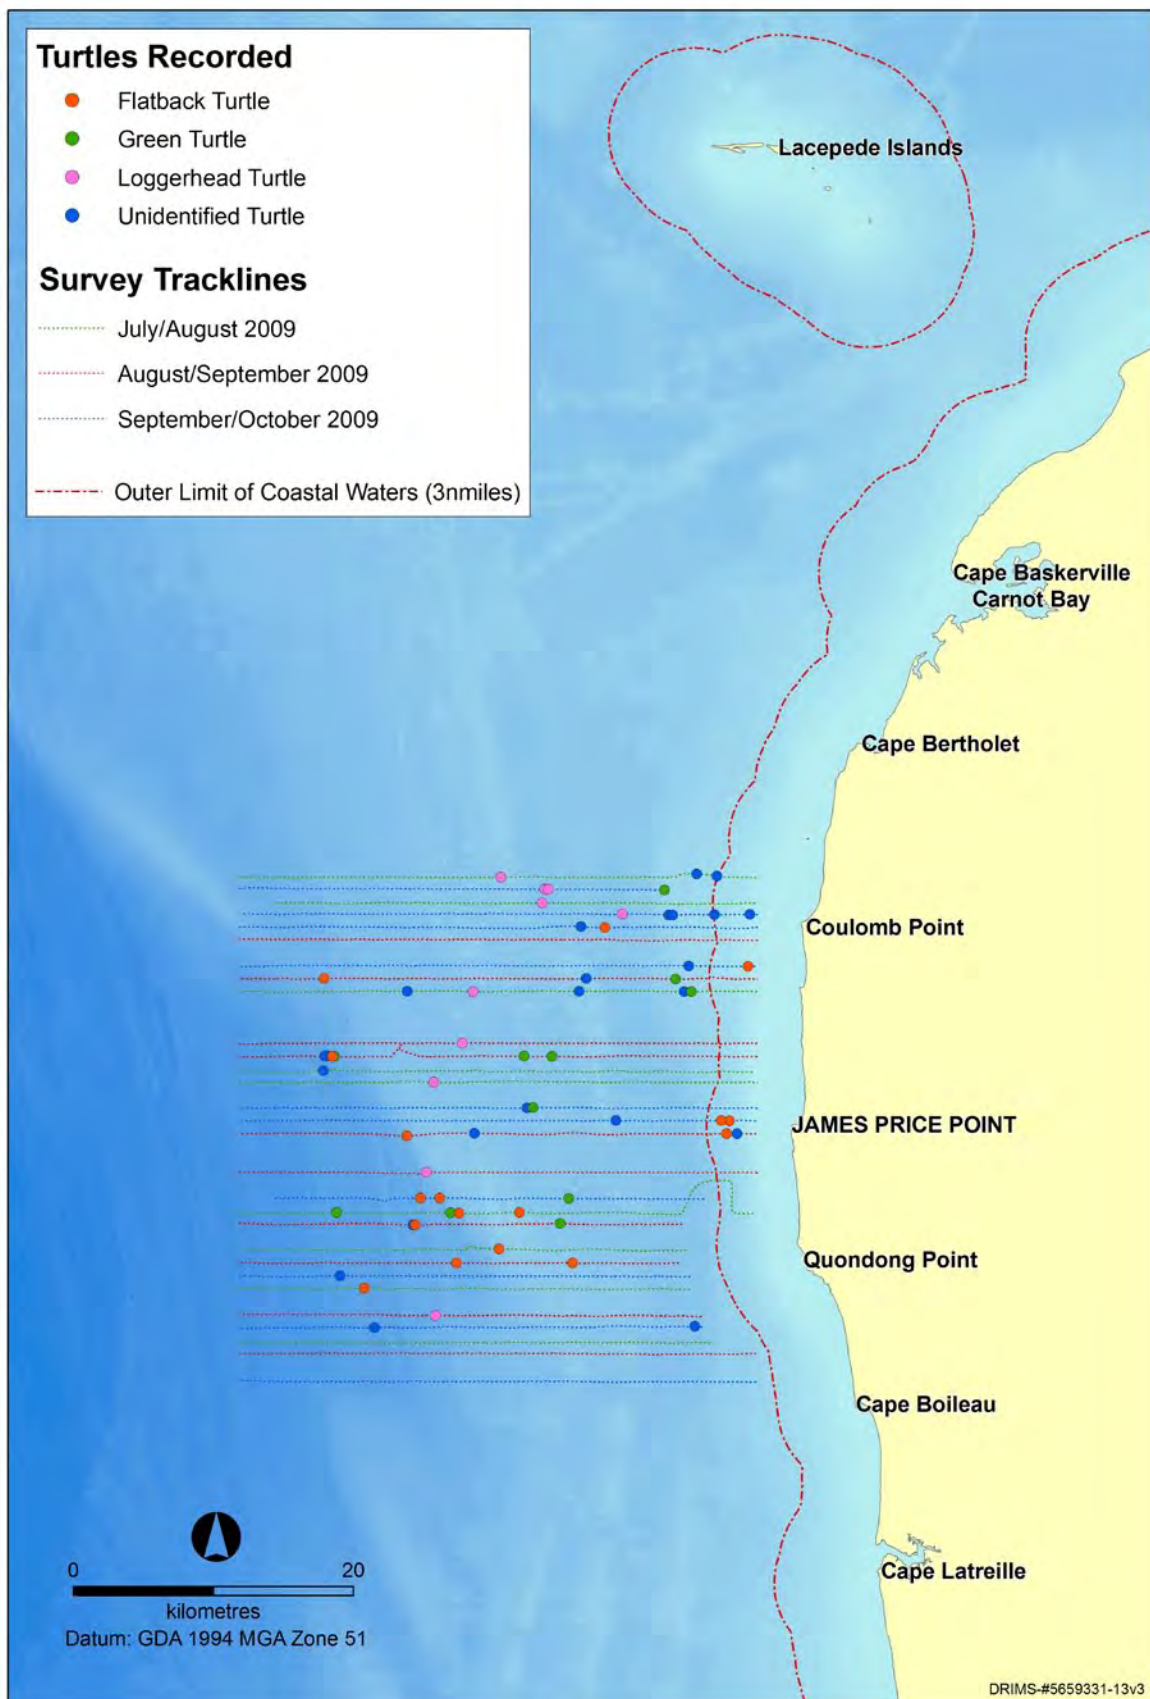 Turtles Recorded
Flatback Turtle
Green Turtle
Loggerhead Turtle
Unidentified Turtle
Survey Tracklines
July/August 2009
August/September 2009
September/October 2009
Outer Limit of Coastal Waters (3nmiles)
Lacepede Islands
Cape Baskerville
Carnot Bay
Cape Bertholet
Coulomb Point
JAMES PRICE POINT
Quondong Point
Cape Boileau
Cape Latreille
0 20
kilometres
Datum: GDA 1994 MGA Zone 51
DRIMS-#5659331-13v3